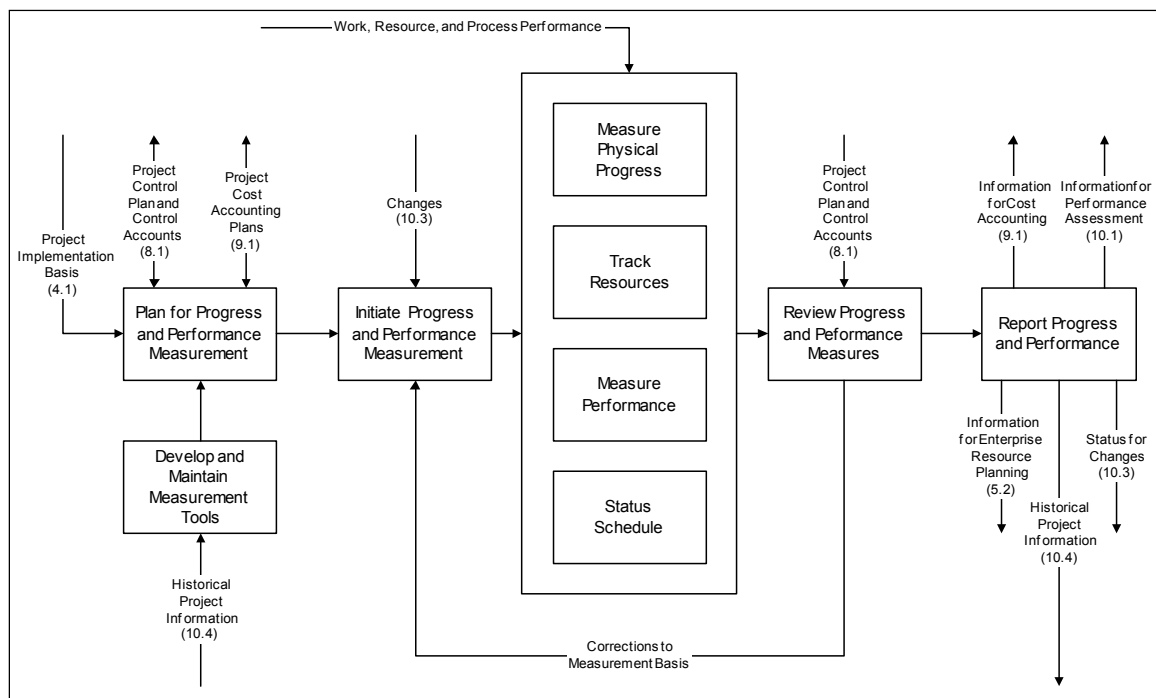 Work, Resource, and Process Performance
Project
Implementation
Basis
(4.1)
Project
Control
Plan and
Control
Accounts
(8.1)
Project
Cost
Accounting
Plans
(9.1)
Changes
(10.3)
Measure
Physical
Progress
Track
Resources
Measure
Performance
Status
Schedule
Project
Control
Plan and
Control
Accounts
(8.1)
Information
for Cost
Accounting
(9.1)
Information for
Performance
Assessment
(10.1)
Plan for Progress
and Performance
Measurement
Initiate Progress
and Performance
Measurement
Review Progress
and Peformance
Measures
Report Progress
and Performance
Develop and
Maintain
Measurement
Tools
Historical
Project
Information
(10.4)
Corrections to
Measurement Basis
Information
for Enterprise
Resource
Planning
(5.2)
Historical
Project
Information
(10.4)
Status for
Changes
(10.3)